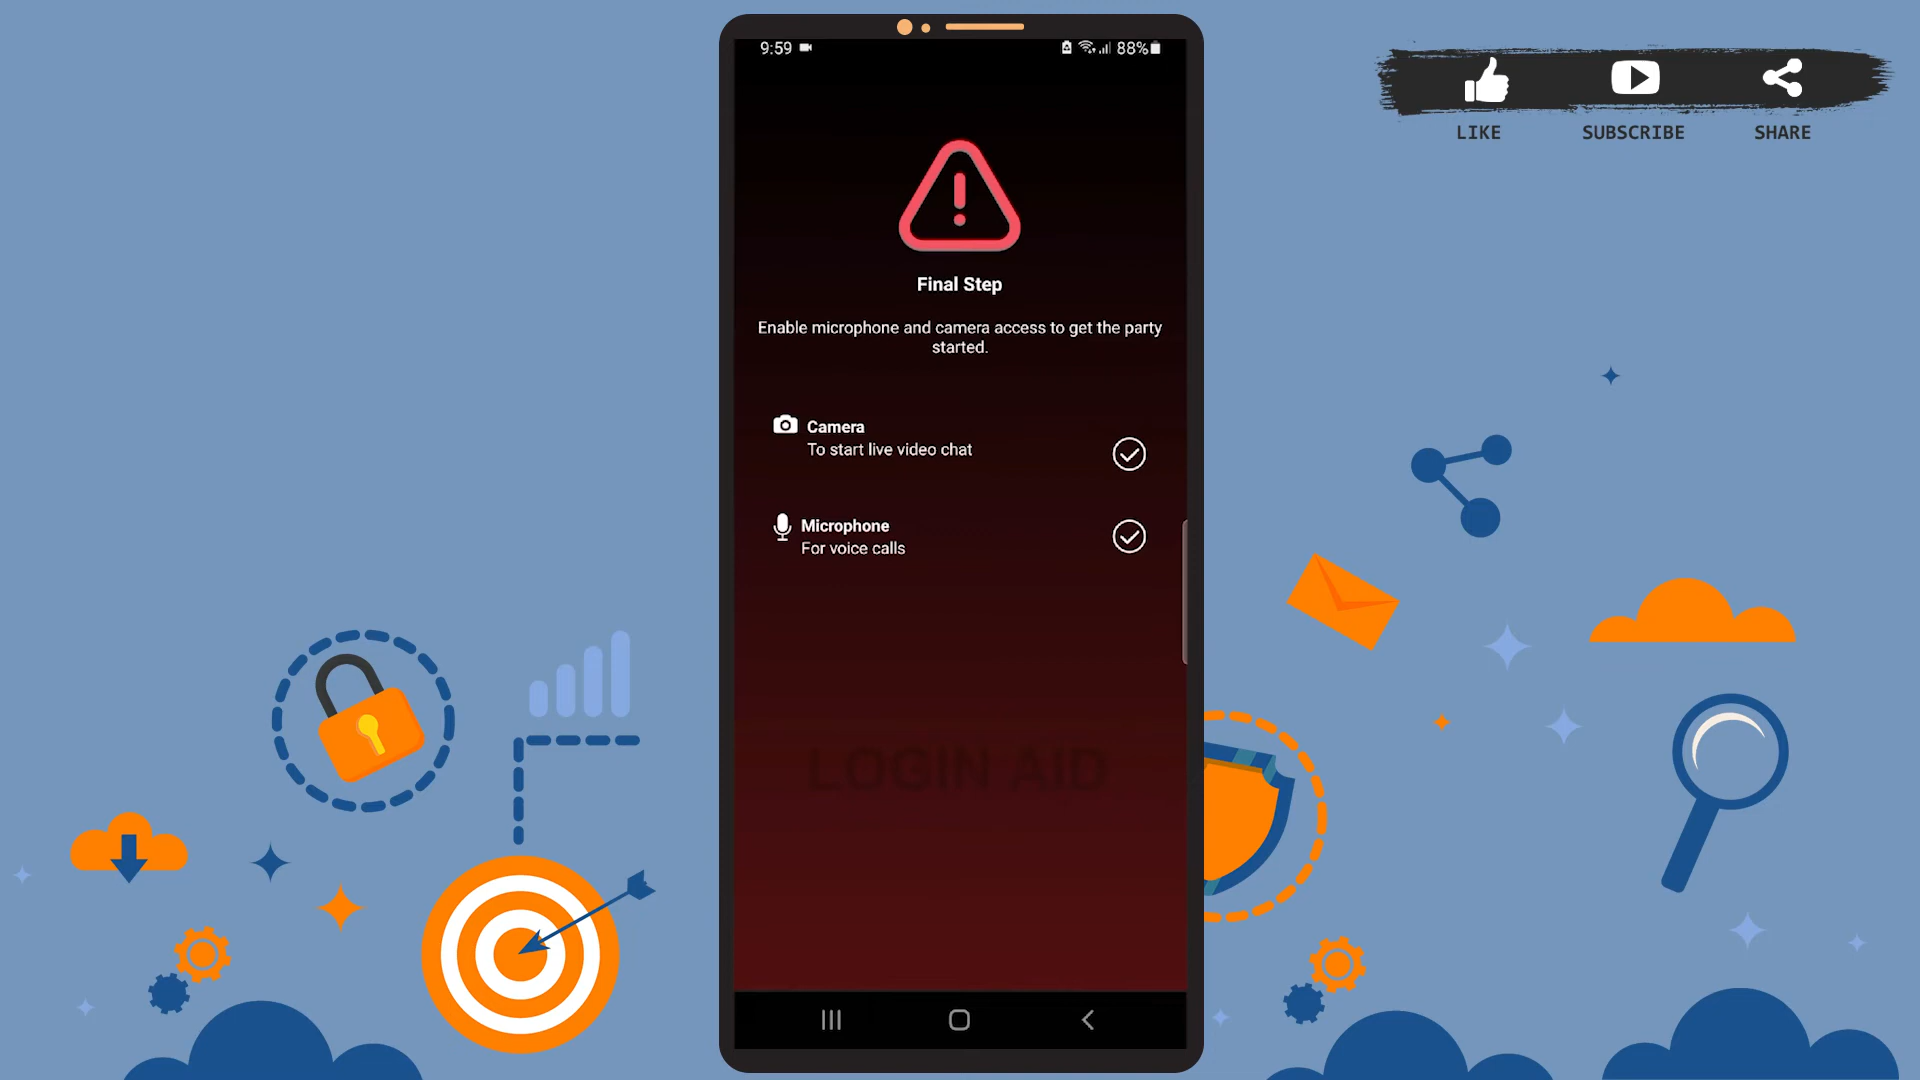 9:59
88%
LIKE
SUBSCRIBE
SHARE
Final Step
Enable microphone and camera access to get the party
started.
Camera
To start live video chat
Microphone
For voice calls
LOGIN AID